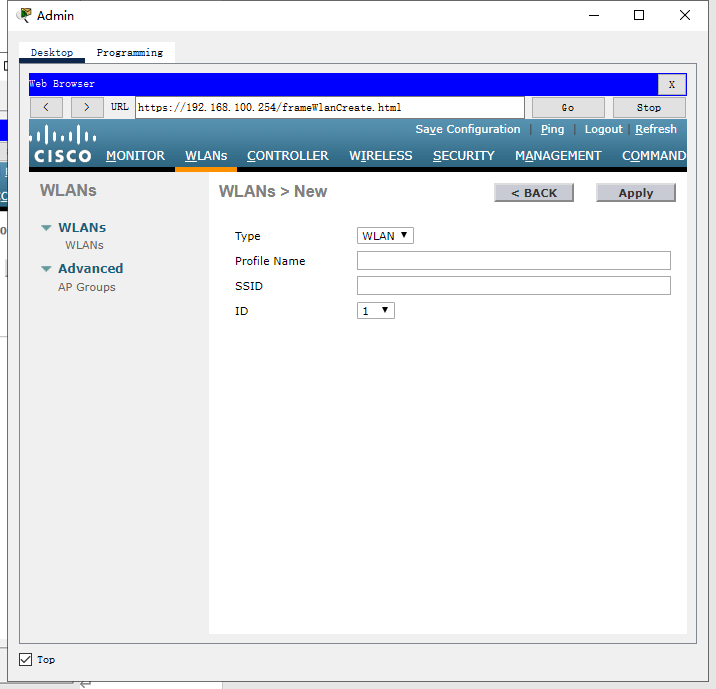 Admin
Desktop Programming
Web Browser X
< > URL https://192.168.100.254/frameWlanCreate.html Go Stop
Save Configuration | Ping | Logout | Refresh
CISCO MONITOR WLANs CONTROLLER WIRELESS SECURITY MANAGEMENT COMMAND
WLANs
WLANs
WLANs
Advanced
AP Groups
WLANs > New < BACK Apply
Type WLAN
Profile Name
SSID
ID 1
Top